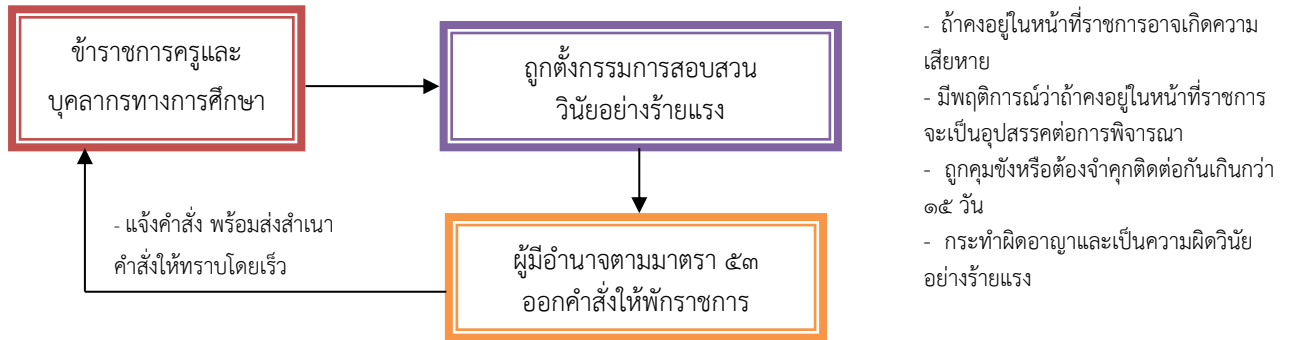 ข้าราชการครูและ
บุคลากรทางการศึกษา
ถูกตั้งกรรมการสอบสวน
วินัยอย่างร้ายแรง
- ถ้าคงอยู่ในหน้าที่ราชการอาจเกิดความ
เสียหาย
- มีพฤติการณ์ว่าถ้าคงอยู่ในหน้าที่ราชการ
จะเป็นอุปสรรคต่อการพิจารณา
- ถูกคุมขังหรือต้องจำคุกติดต่อกันเกินกว่า
๑๕ วัน
- กระทำผิดอาญาและเป็นความผิดวินัย
อย่างร้ายแรง
- แจ้งคำสั่ง พร้อมส่งสำเนา
คำสั่งให้ทราบโดยเร็ว
ผู้มีอำนาจตามมาตรา ๕๓
ออกคำสั่งให้พักราชการ